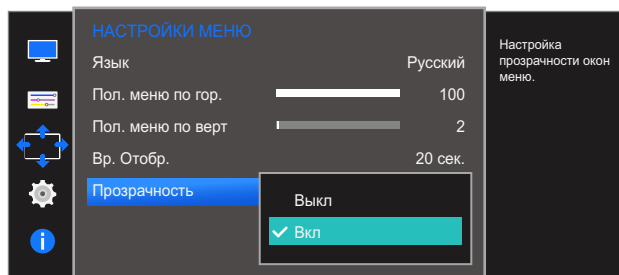 НАСТРОЙКИ МЕНЮ
Язык Русский
Пол. меню по гор. 100
Пол. меню по верт 2
Вр. Отобр. 20 сек.
Прозрачность
Выкл
Вкл
Настройка
прозрачности окон
меню.